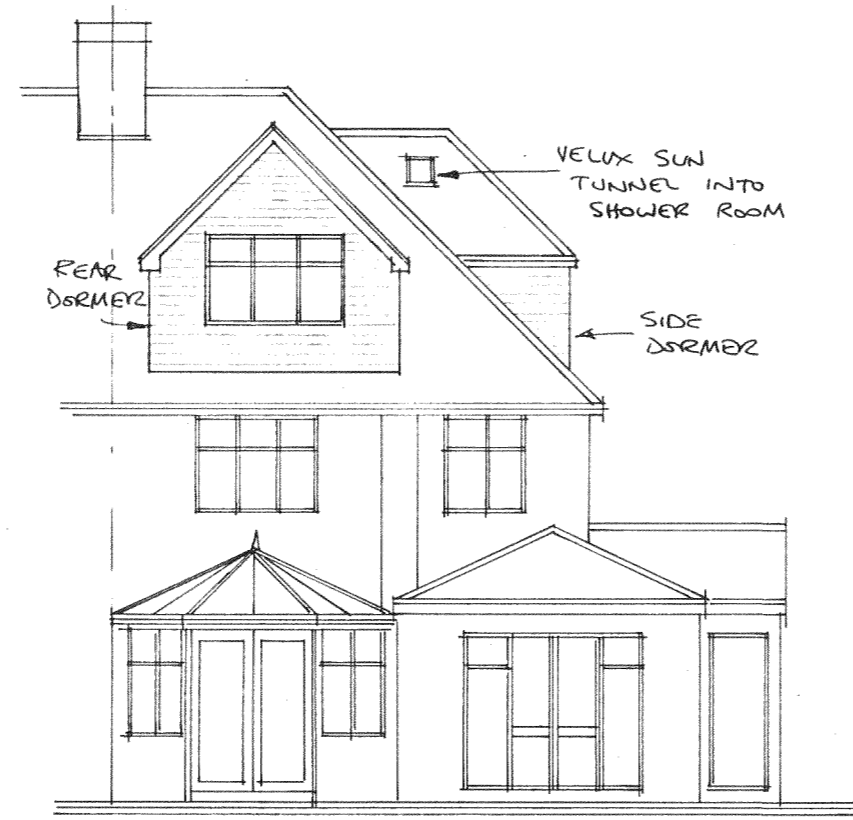 VELUX SUN
TUNNEL INTO
SHOWER ROOM
REAR
DORMER
SIDE
DORMER